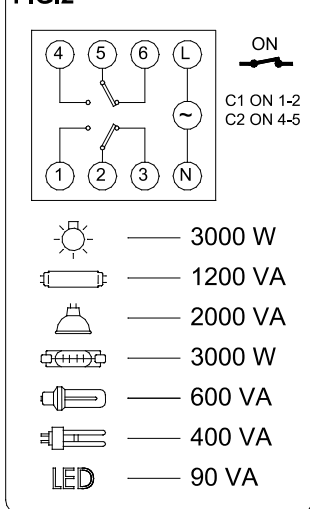 FIG.2
4 5 6 L
ON
C1 ON 1-2
C2 ON 4-5
~
1 2 3 N
3000 W
1200 VA
2000 VA
3000 W
600 VA
400 VA
LED 90 VA